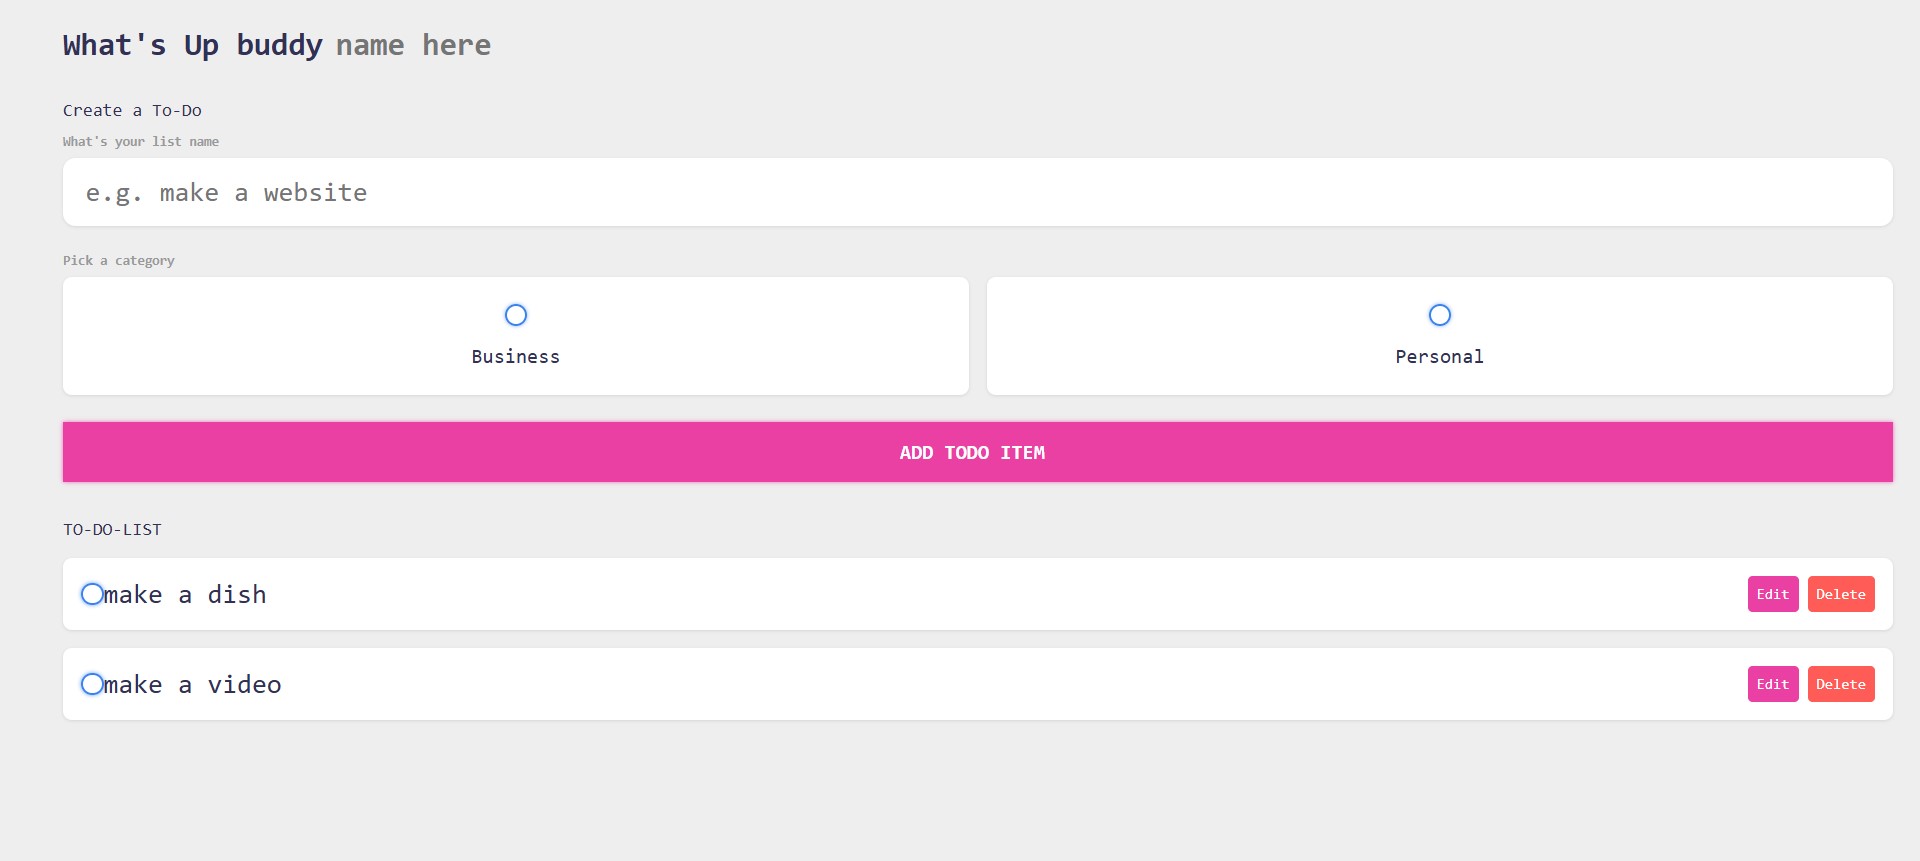 What's Up buddy name here
Create a To-Do
What's your list name
e.g. make a website
Pick a category
Business
Personal
ADD TODO ITEM
TO-DO-LIST
make a dish Edit Delete
make a video Edit Delete